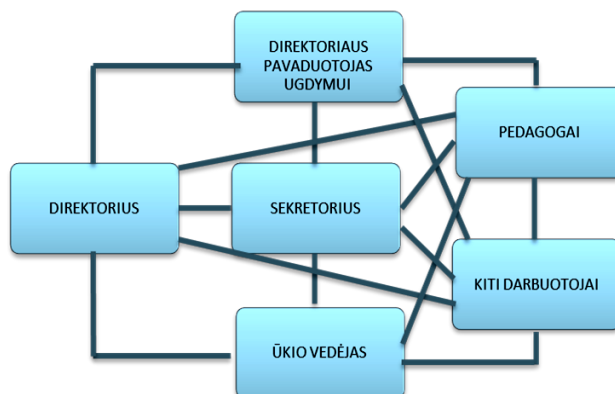 DIREKTORIAUS
PAVADUOTOJAS
UGDYMUI
PEDAGOGAI
DIREKTORIUS
SEKRETORIUS
KITI DARBUOTOJAI
ŪKIO VEDĖJAS